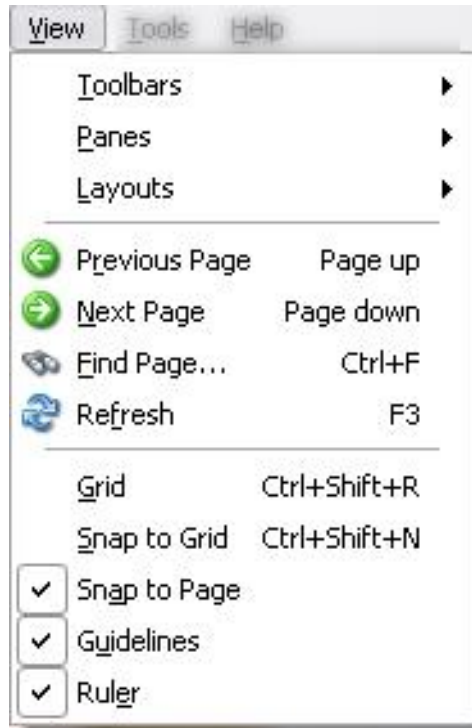 View Tools Help
Toolbars
Panes
Layouts
Previous Page Page up
Next Page Page down
Find Page... Ctrl+F
Refresh F3
Grid Ctrl+Shift+R
Snap to Grid Ctrl+Shift+N
Snap to Page
Guidelines
Ruler